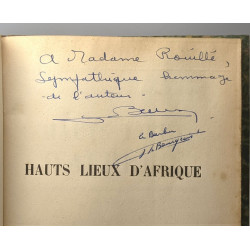 A Madame Rouillé,
Sympathique hommage
de l'auteur.
HAUTS LIEUX D'AFRIQUE